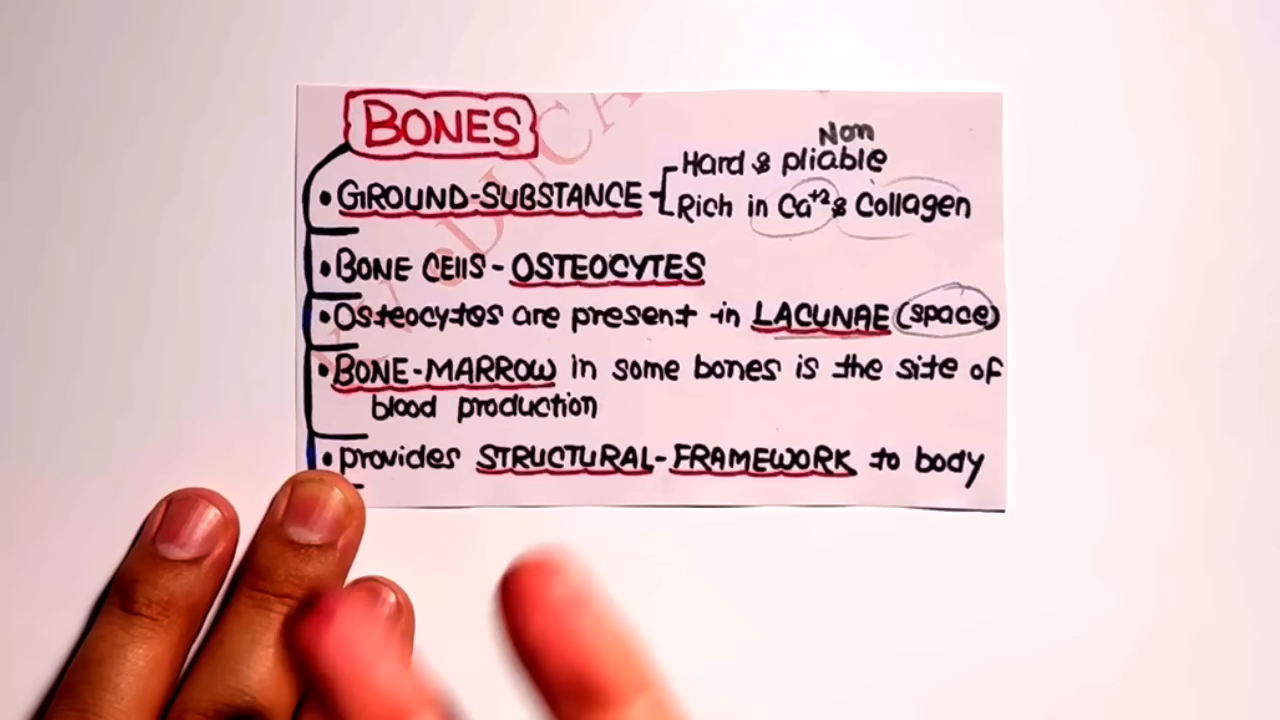 BONES
Non
• GROUND-SUBSTANCE Hard & pliable
Rich in Ca+2 & Collagen
• BONE CEllS - OSTEOCYTES
• Osteocytes are present in LACUNAE (space)
• BONE-MARROW in some bones is the site of
blood production
• provides STRUCTURAL-FRAMEWORK to body